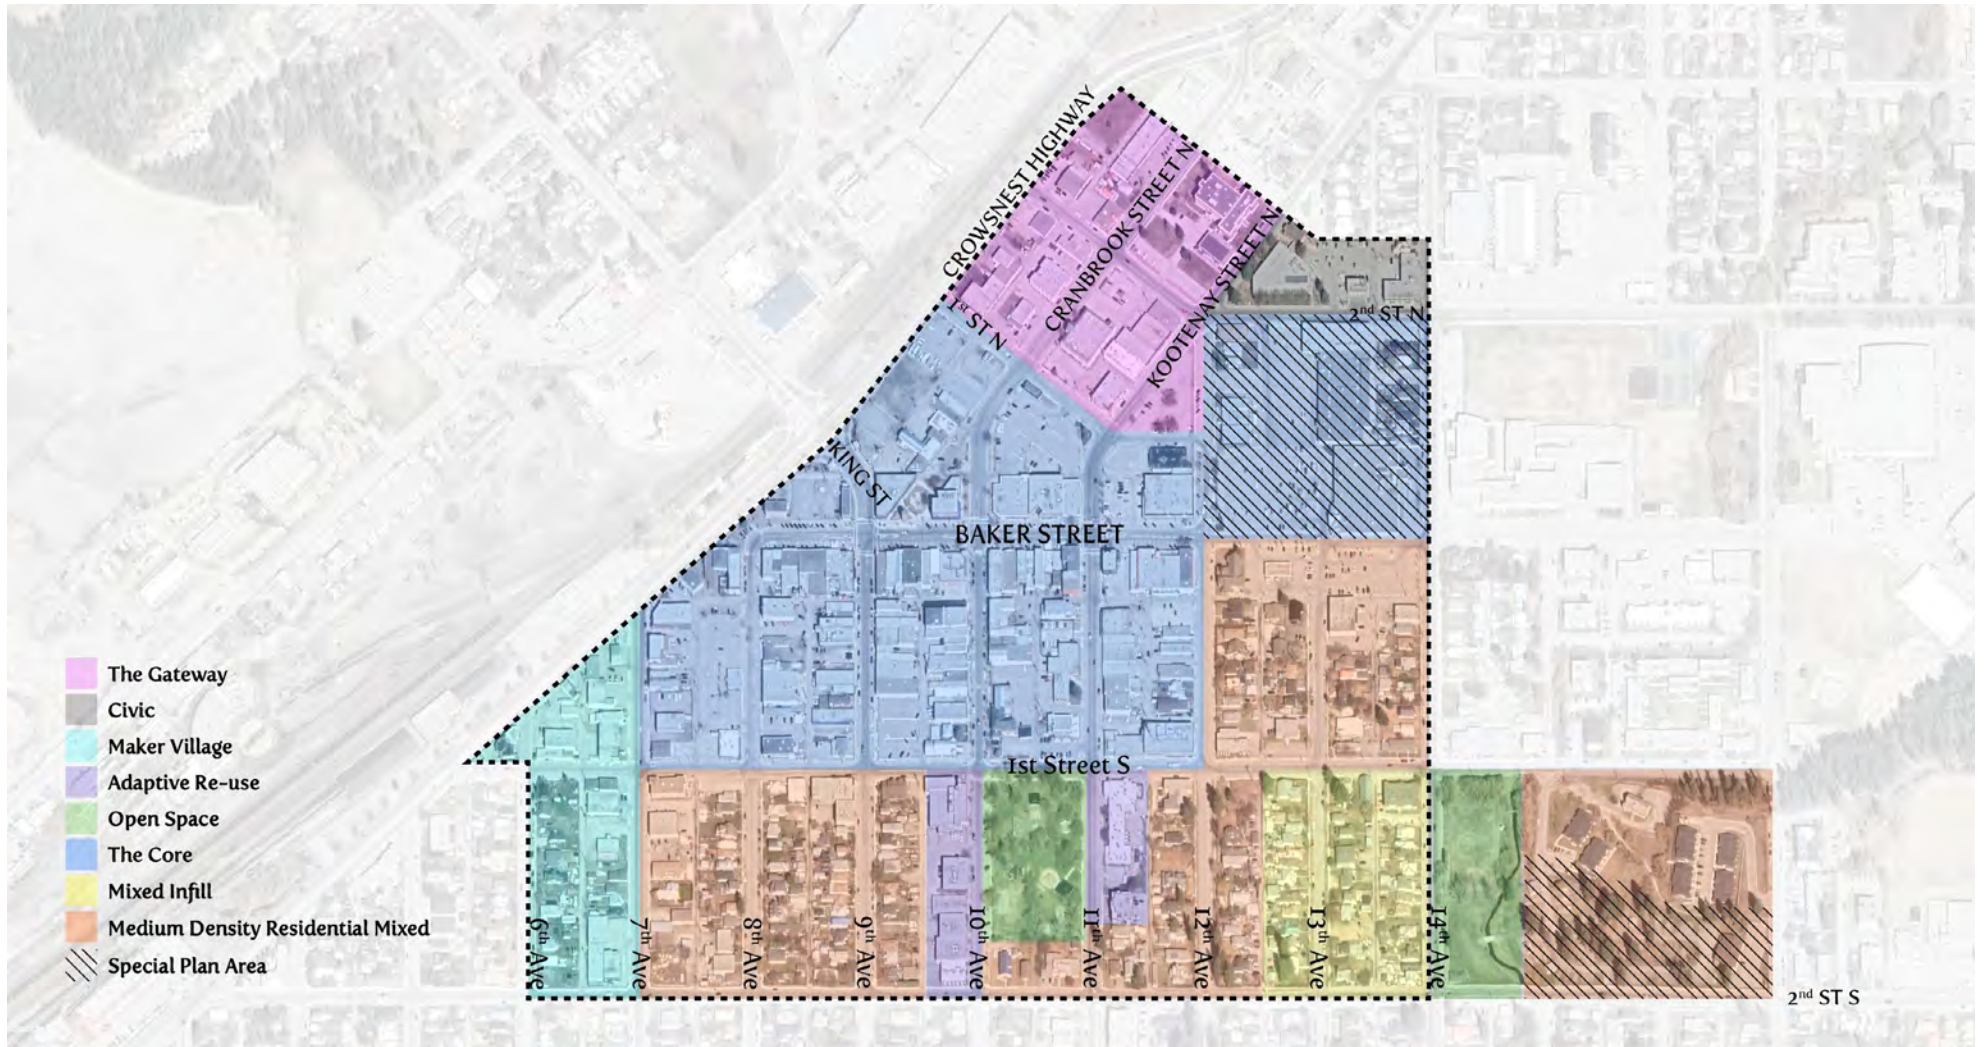 CROWSNEST HIGHWAY
CRANBROOK STREET N
KOOTENAY STREET N
1st ST N
2nd ST N
KING ST
BAKER STREET
1st Street S
The Gateway
Civic
Maker Village
Adaptive Re-use
Open Space
The Core
Mixed Infill
Medium Density Residential Mixed
Special Plan Area
6th Ave
7th Ave
8th Ave
9th Ave
10th Ave
11th Ave
12th Ave
13th Ave
14th Ave
2nd ST S